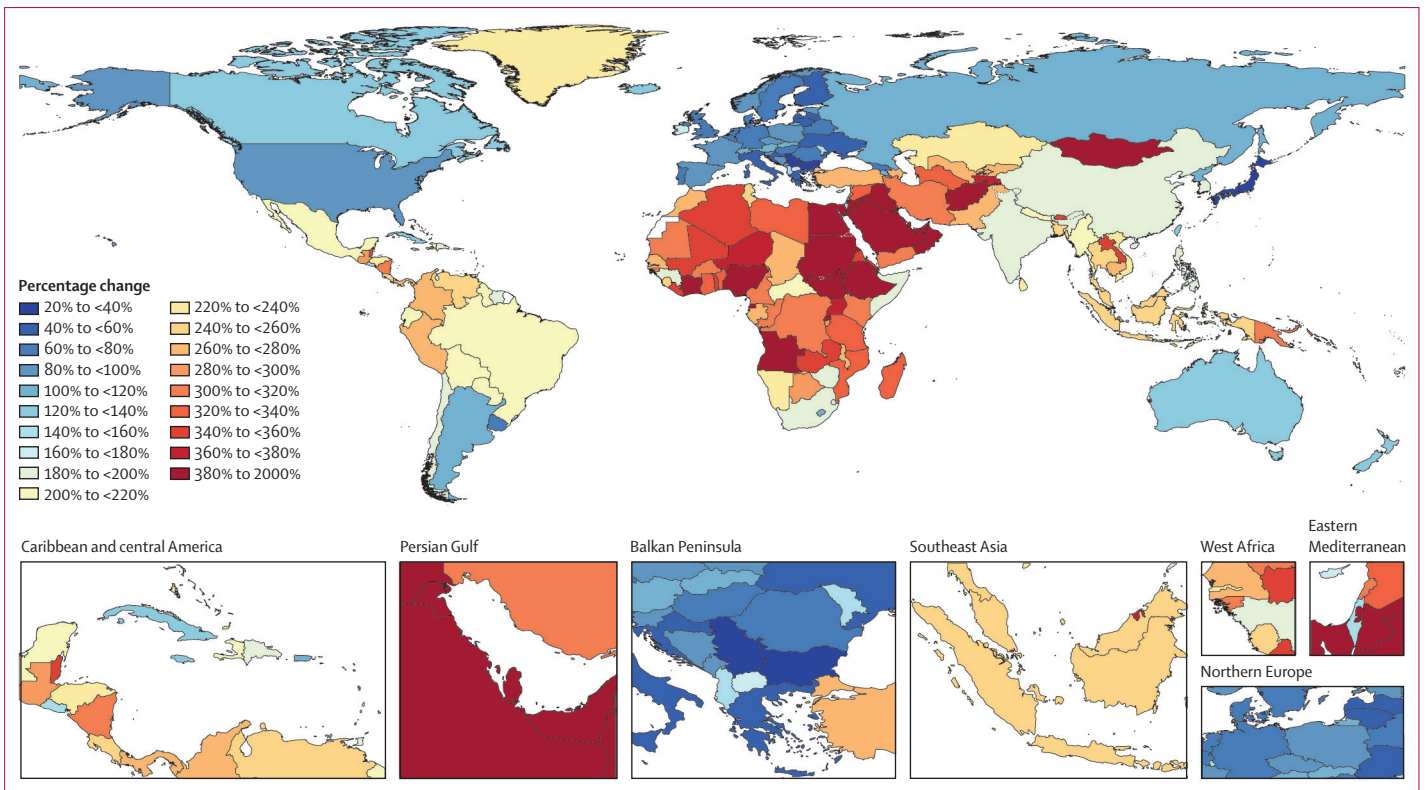 Percentage change
20% to <40%
40% to <60%
60% to <80%
80% to <100%
100% to <120%
120% to <140%
140% to <160%
160% to <180%
180% to <200%
200% to <220%
220% to <240%
240% to <260%
260% to <280%
280% to <300%
300% to <320%
320% to <340%
340% to <360%
360% to <380%
380% to 2000%
Caribbean and central America
Persian Gulf
Balkan Peninsula
Southeast Asia
West Africa
Eastern
Mediterranean
Northern Europe